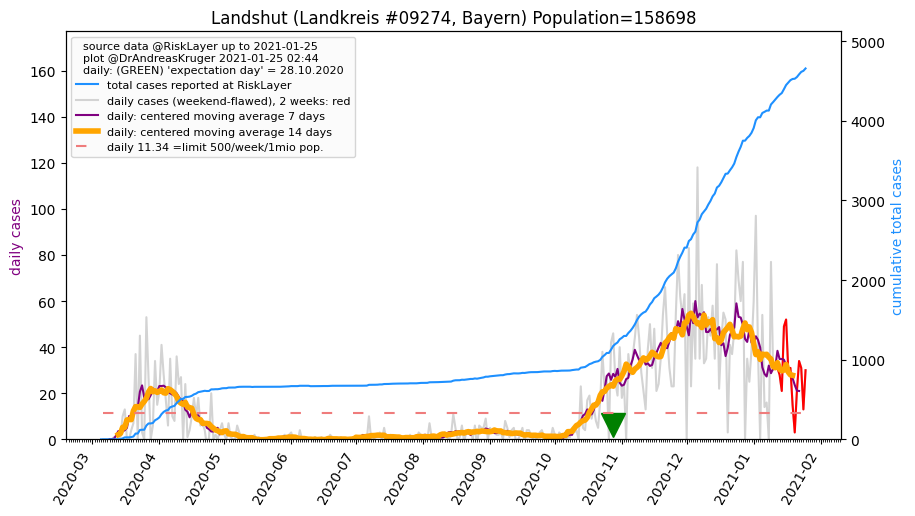 Landshut (Landkreis #09274, Bayern) Population=158698
source data @RiskLayer up to 2021-01-25
plot @DrAndreasKruger 2021-01-25 02:44
daily: (GREEN) 'expectation day' = 28.10.2020
total cases reported at RiskLayer
daily cases (weekend-flawed), 2 weeks: red
daily: centered moving average 7 days
daily: centered moving average 14 days
daily 11.34 =limit 500/week/1mio pop.
daily cases
160
140
120
100
80
60
40
20
0
5000
4000
3000
2000
1000
0
cumulative total cases
2020-03
2020-04
2020-05
2020-06
2020-07
2020-08
2020-09
2020-10
2020-11
2020-12
2021-01
2021-02